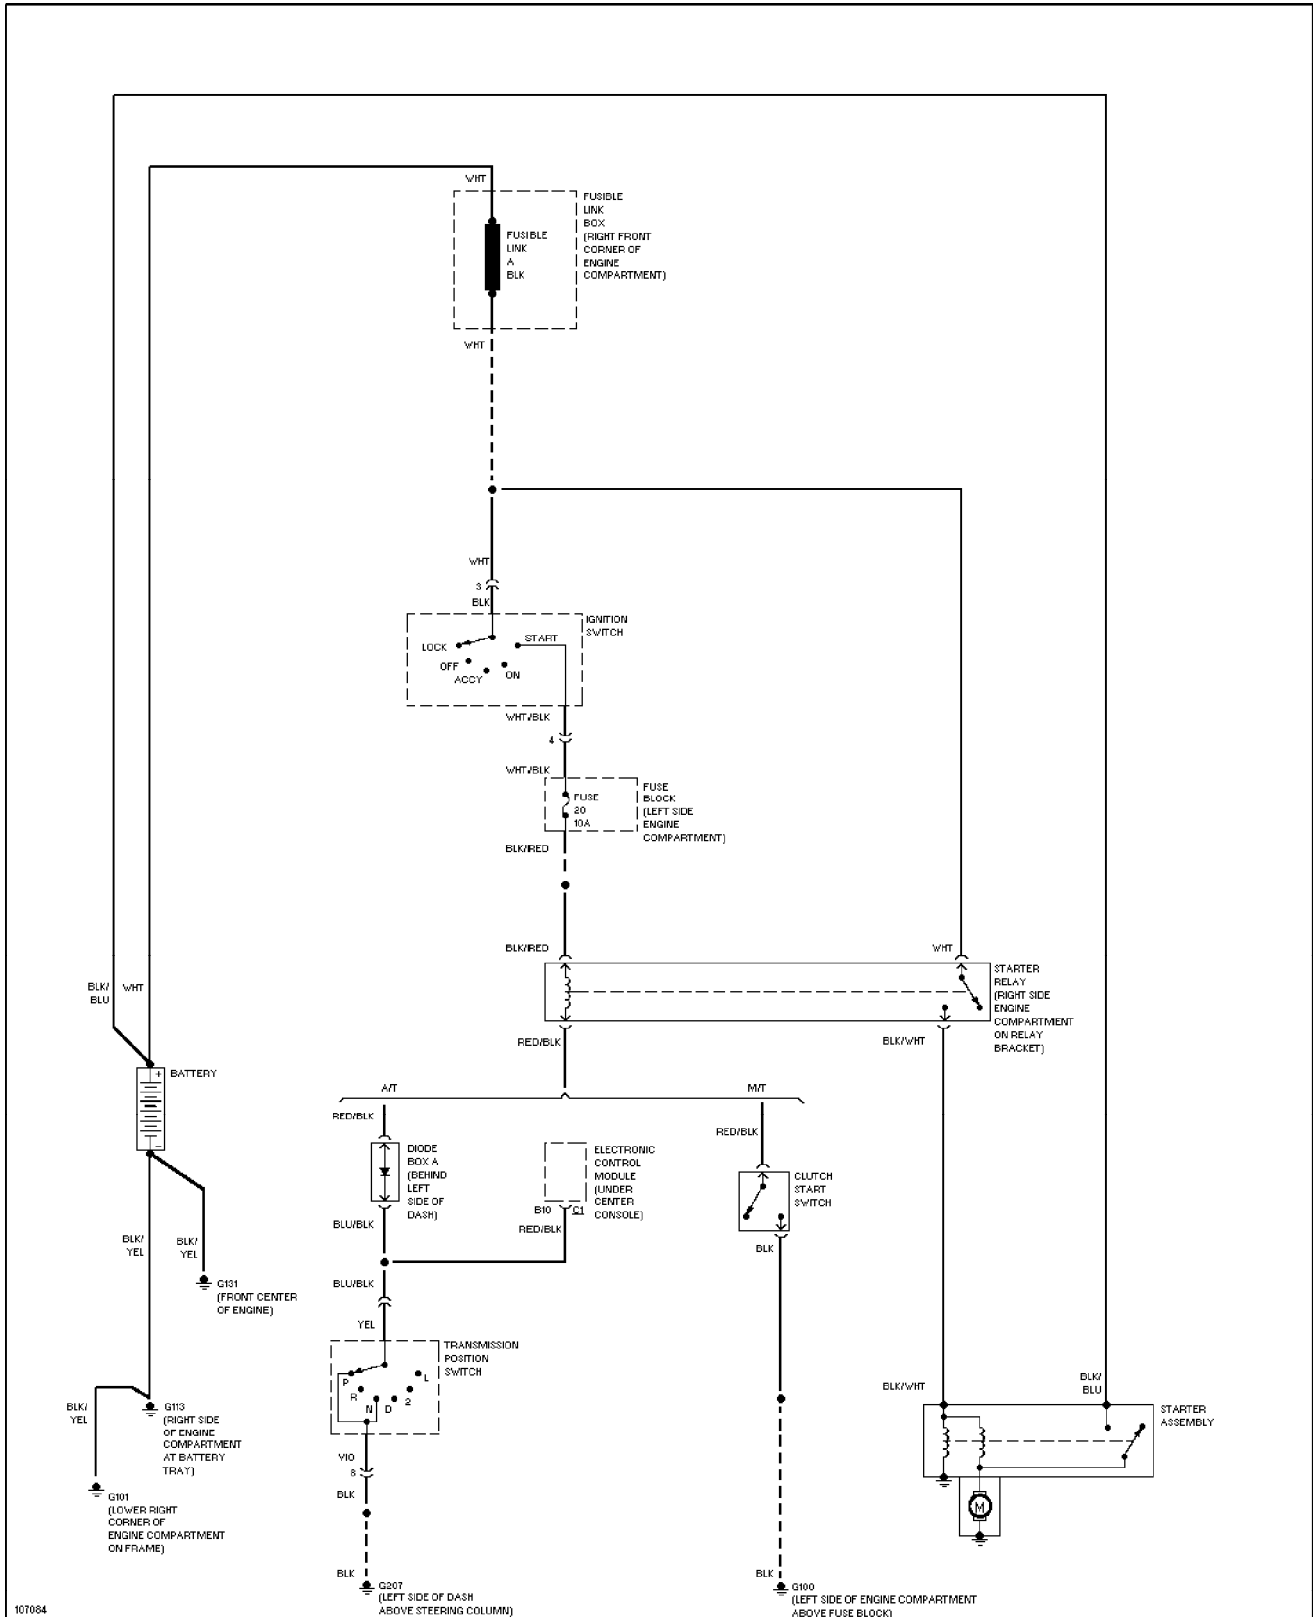 WHT
FUSIBLE
LINK
BOX
(RIGHT FRONT
CORNER OF
ENGINE
COMPARTMENT)
FUSIBLE
LINK
A
BLK
WHT
WHT
3
BLK
IGNITION
SWITCH
START
LOCK
OFF
ACCY
ON
WHT/BLK
4
WHT/BLK
FUSE
BLOCK
(LEFT SIDE
ENGINE
COMPARTMENT)
FUSE
20
10A
BLK/RED
BLK/RED
WHT
STARTER
RELAY
(RIGHT SIDE
ENGINE
COMPARTMENT
ON RELAY
BRACKET)
BLK/
BLU
WHT
RED/BLK
BLK/WHT
+
BATTERY
-
A/T
M/T
RED/BLK
RED/BLK
DIODE
BOX A
(BEHIND
LEFT
SIDE OF
DASH)
ELECTRONIC
CONTROL
MODULE
(UNDER
CENTER
CONSOLE)
CLUTCH
START
SWITCH
B10
C1
BLU/BLK
RED/BLK
BLK/
YEL
BLK/
YEL
BLK
G131
(FRONT CENTER
OF ENGINE)
BLU/BLK
YEL
TRANSMISSION
POSITION
SWITCH
P
R
N
D
2
L
BLK/WHT
BLK/
BLU
BLK/
YEL
G113
(RIGHT SIDE
OF ENGINE
COMPARTMENT
AT BATTERY
TRAY)
STARTER
ASSEMBLY
VIO
8
BLK
G101
(LOWER RIGHT
CORNER OF
ENGINE COMPARTMENT
ON FRAME)
M
BLK
G207
(LEFT SIDE OF DASH
ABOVE STEERING COLUMN)
BLK
G100
(LEFT SIDE OF ENGINE COMPARTMENT
ABOVE FUSE BLOCK)
107084